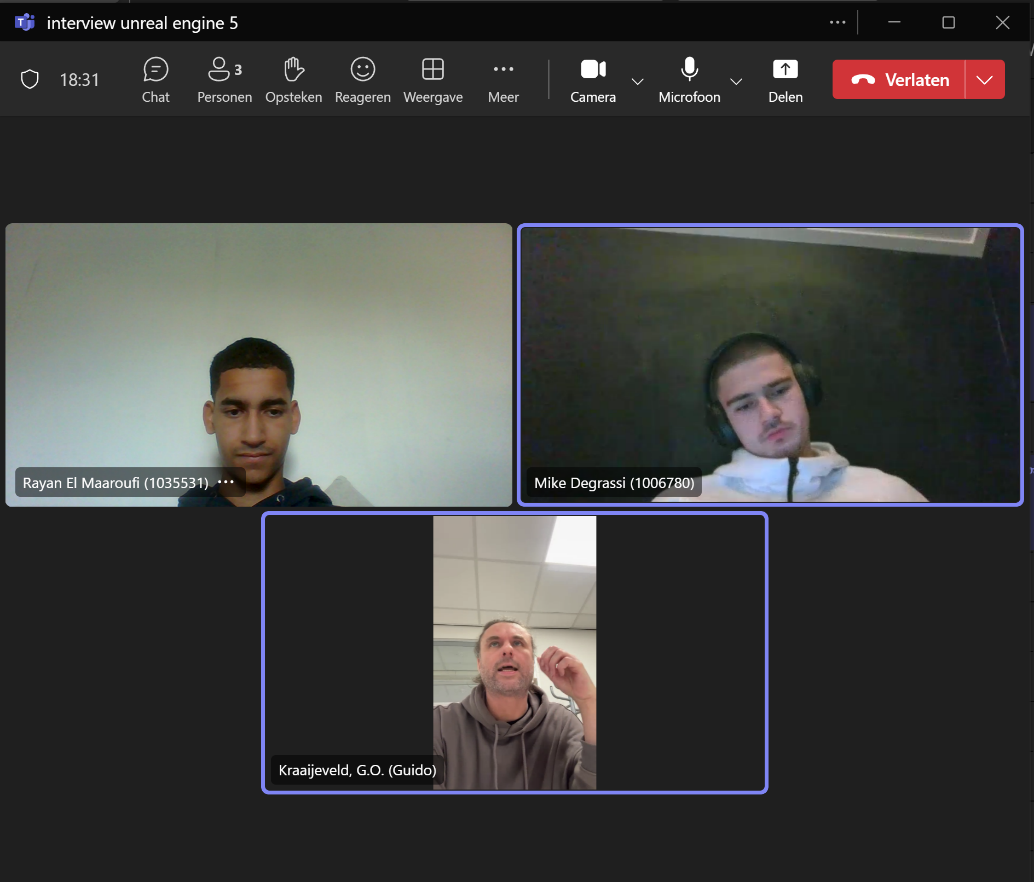 interview unreal engine 5
18:31
Chat
3
Personen
Opsteken
Reageren
Weergave
Meer
Camera
Microfoon
Delen
Verlaten
Rayan El Maaroufi (1035531)
Mike Degrassi (1006780)
Kraaijeveld, G.O. (Guido)